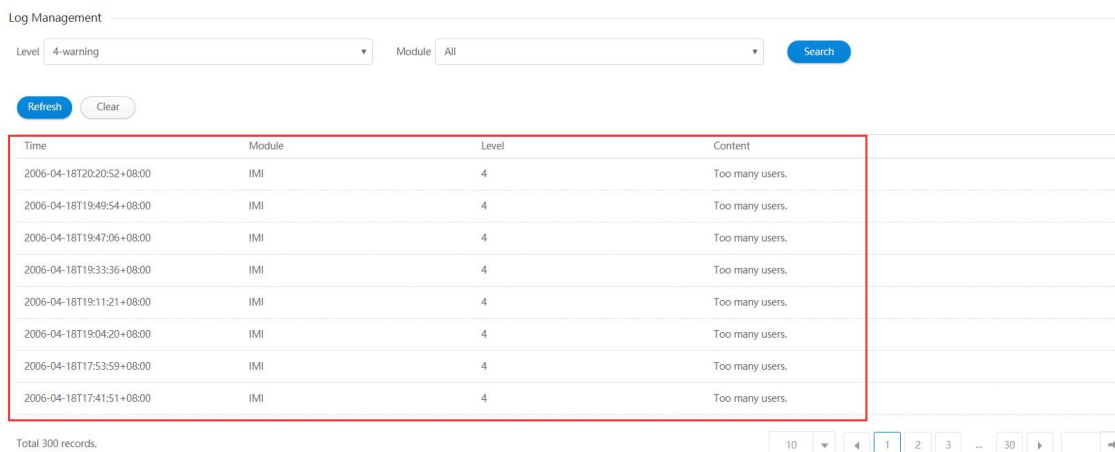 Log Management
Level 4-warning Module All Search
Refresh Clear
Time Module Level Content
2006-04-18T20:20:52+08:00 IMI 4 Too many users.
2006-04-18T19:49:54+08:00 IMI 4 Too many users.
2006-04-18T19:47:06+08:00 IMI 4 Too many users.
2006-04-18T19:33:36+08:00 IMI 4 Too many users.
2006-04-18T19:11:21+08:00 IMI 4 Too many users.
2006-04-18T19:04:20+08:00 IMI 4 Too many users.
2006-04-18T17:53:59+08:00 IMI 4 Too many users.
2006-04-18T17:41:51+08:00 IMI 4 Too many users.
Total 300 records. 10 1 2 3 ... 30